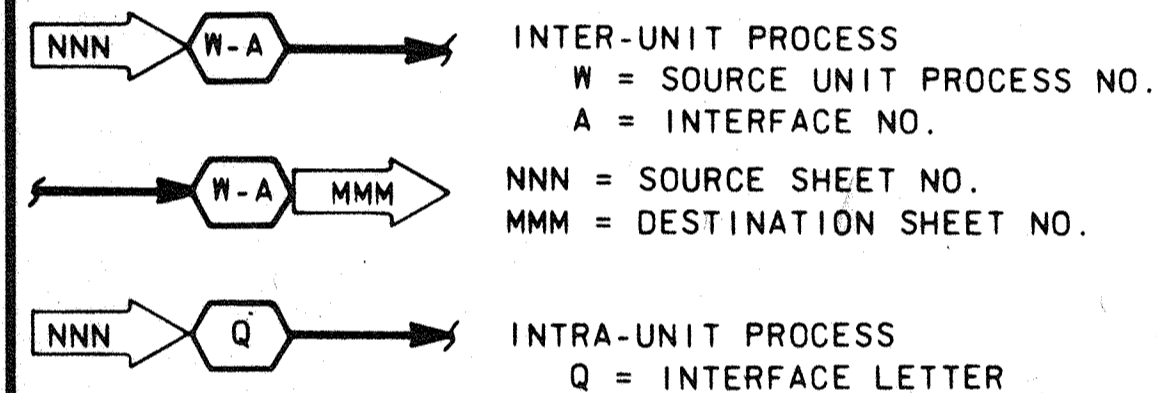 NNN W-A INTER-UNIT PROCESS
W = SOURCE UNIT PROCESS NO.
A = INTERFACE NO.
W-A MMM NNN = SOURCE SHEET NO.
MMM = DESTINATION SHEET NO.
NNN Q INTRA-UNIT PROCESS
Q = INTERFACE LETTER